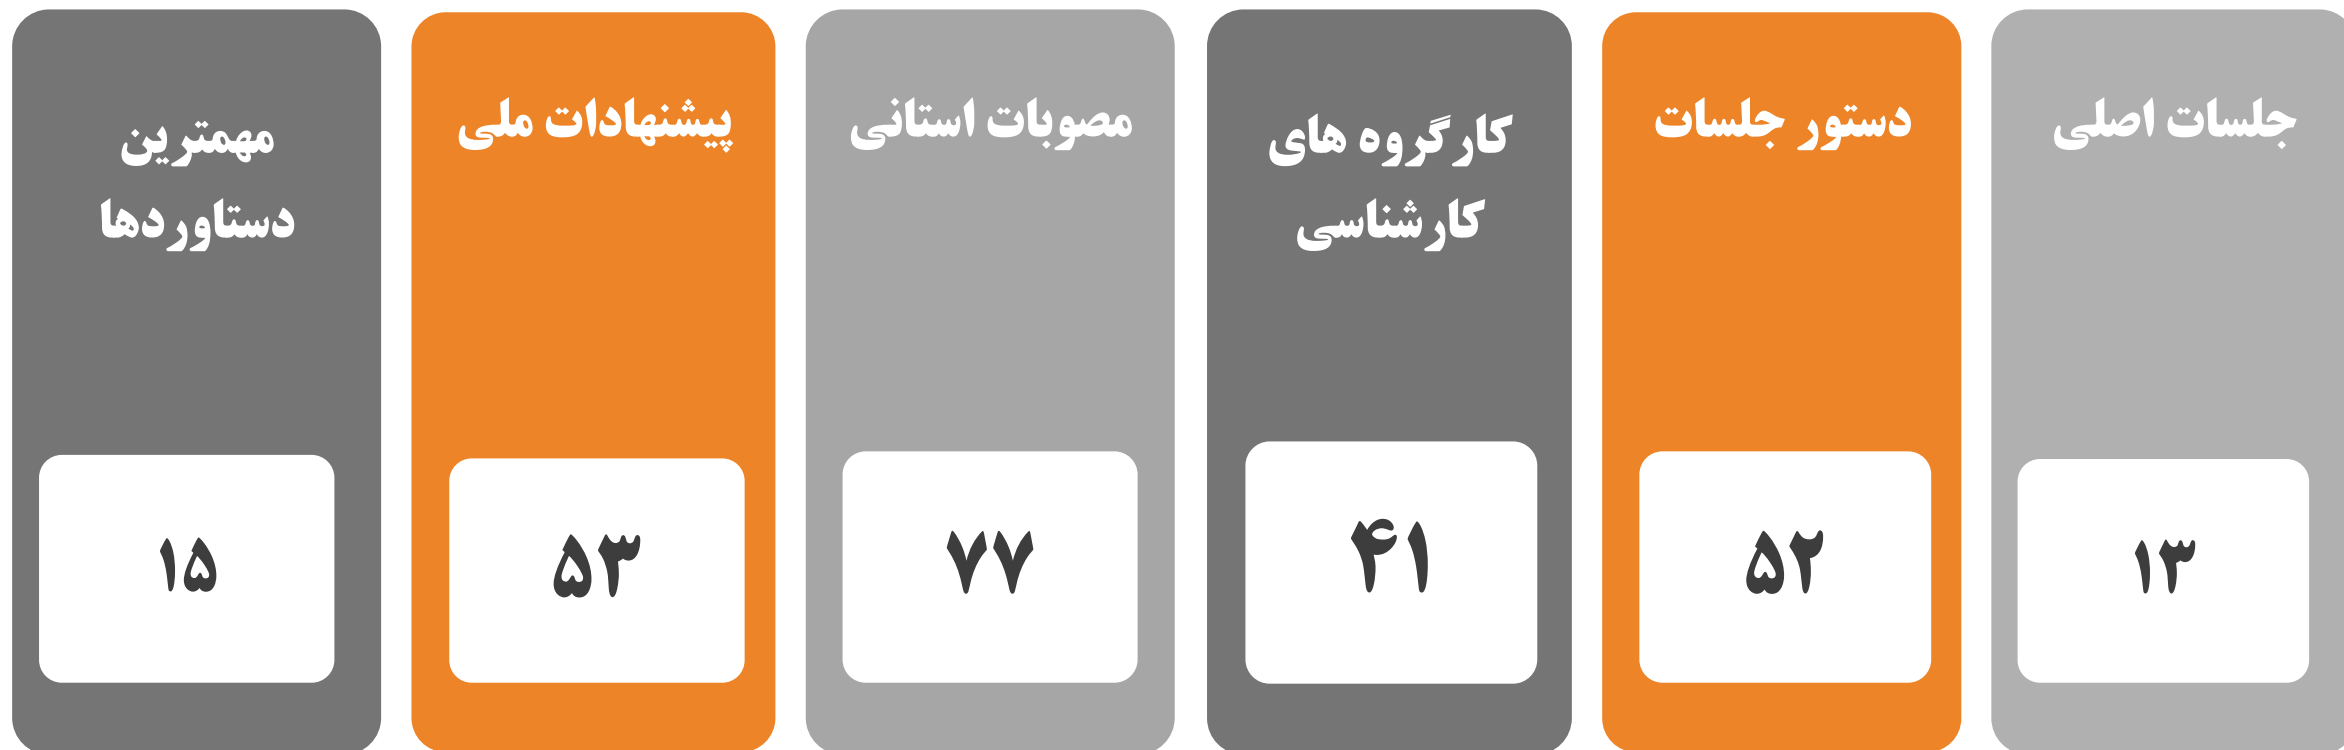 جلسات اصلی
۱۳
دستور جلسات
۵۲
کارگروه های
کارشناسی
۴۱
مصوبات استانی
۷۷
پیشنهادات ملی
۵۳
مهمترین
دستاوردها
۱۵